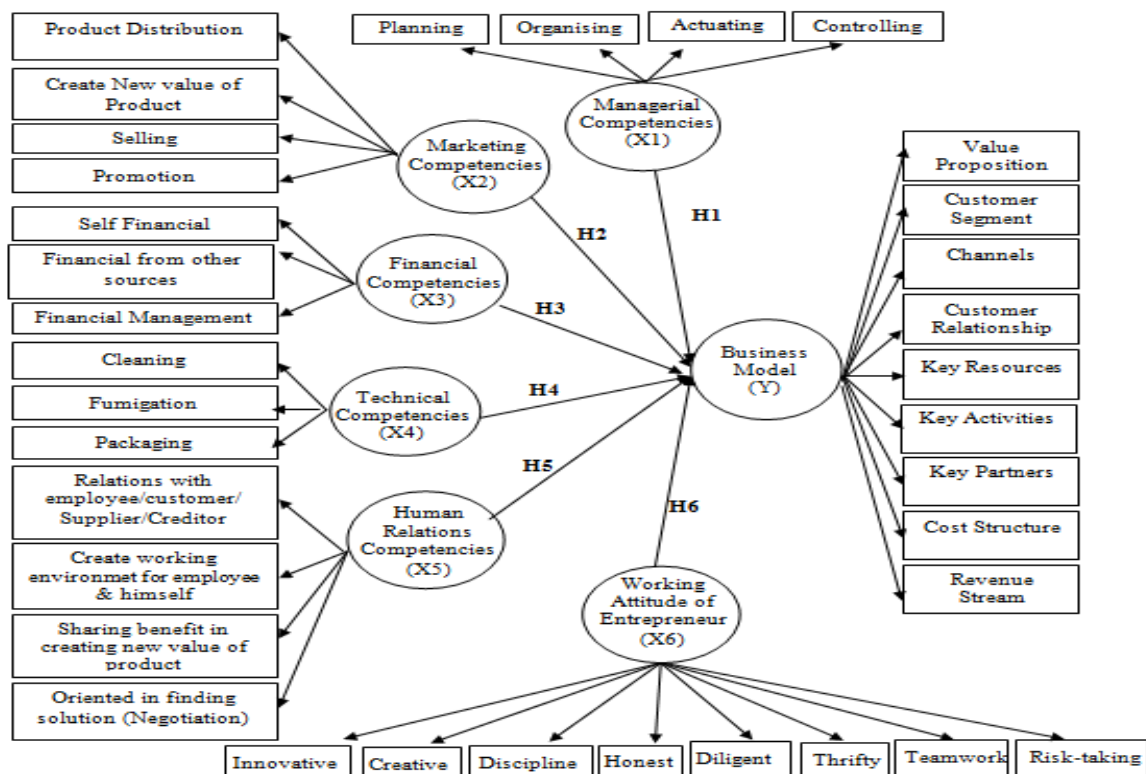 Planning
Organising
Actuating
Controlling
Managerial
Competencies
(X1)
Product Distribution
Create New value of
Product
Selling
Promotion
Marketing
Competencies
(X2)
Self Financial
Financial from other
sources
Financial Management
Financial
Competencies
(X3)
Cleaning
Fumigation
Packaging
Technical
Competencies
(X4)
Relations with
employee/customer/
Supplier/Creditor
Create working
environmet for employee
& himself
Sharing benefit in
creating new value of
product
Oriented in finding
solution (Negotiation)
Human
Relations
Competencies
(X5)
H1
H2
H3
H4
H5
H6
Business
Model
(Y)
Value
Proposition
Customer
Segment
Channels
Customer
Relationship
Key Resources
Key Activities
Key Partners
Cost Structure
Revenue
Stream
Working
Attitude of
Entrepreneur
(X6)
Innovative
Creative
Discipline
Honest
Diligent
Thrifty
Teamwork
Risk-taking